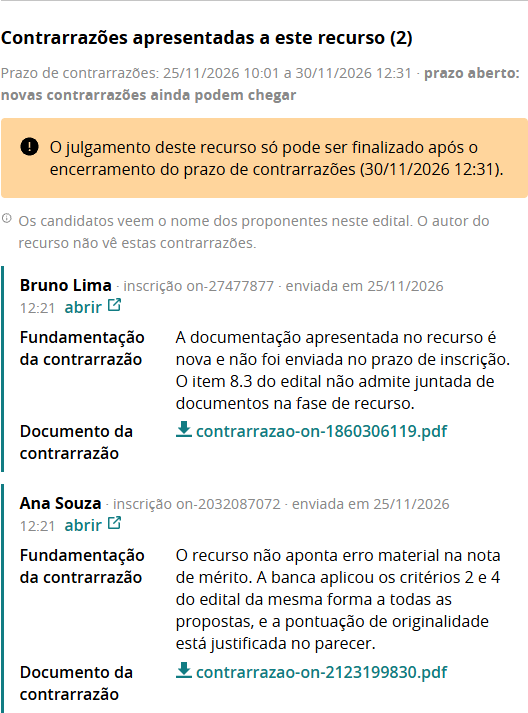 Contrarrazões apresentadas a este recurso (2)
Prazo de contrarrazões: 25/11/2026 10:01 a 30/11/2026 12:31 · prazo aberto:
novas contrarrazões ainda podem chegar
O julgamento deste recurso só pode ser finalizado após o
encerramento do prazo de contrarrazões (30/11/2026 12:31).
Os candidatos veem o nome dos proponentes neste edital. O autor do
recurso não vê estas contrarrazões.
Bruno Lima · inscrição on-27477877 · enviada em 25/11/2026
12:21 abrir
Fundamentação
da contrarrazão
A documentação apresentada no recurso é
nova e não foi enviada no prazo de inscrição.
O item 8.3 do edital não admite juntada de
documentos na fase de recurso.
Documento da
contrarrazão
contrarrazao-on-1860306119.pdf
Ana Souza · inscrição on-2032087072 · enviada em 25/11/2026
12:21 abrir
Fundamentação
da contrarrazão
O recurso não aponta erro material na nota
de mérito. A banca aplicou os critérios 2 e 4
do edital da mesma forma a todas as
propostas, e a pontuação de originalidade
está justificada no parecer.
Documento da
contrarrazão
contrarrazao-on-2123199830.pdf